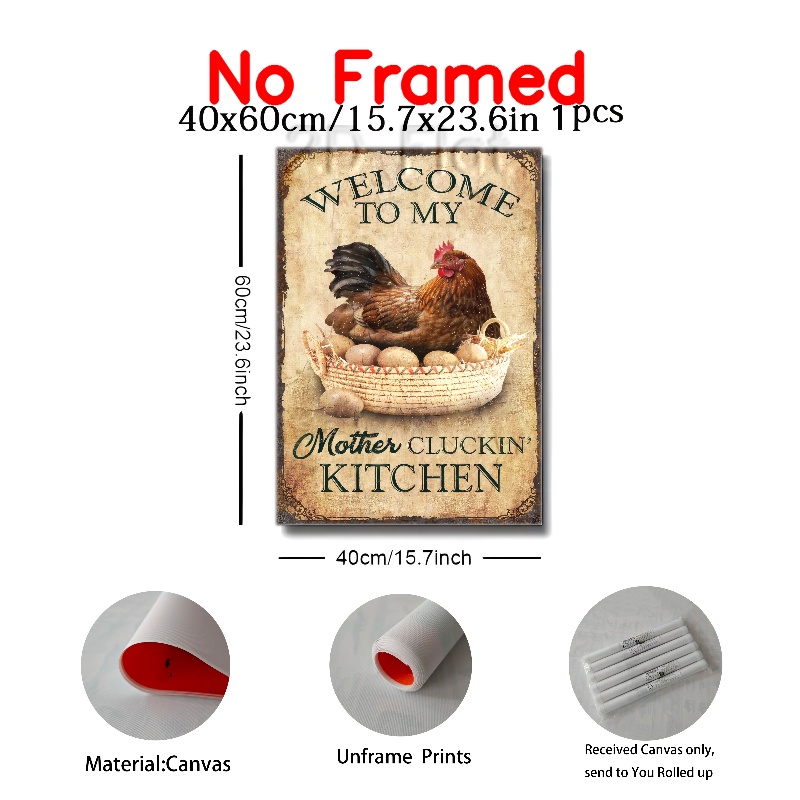 No Framed
40x60cm/15.7x23.6in 1pcs
WELCOME
TO MY
60cm/23.6inch
Mother CLUCKIN'
KITCHEN
40cm/15.7inch
Material:Canvas
Unframe Prints
Received Canvas only,
send to You Rolled up